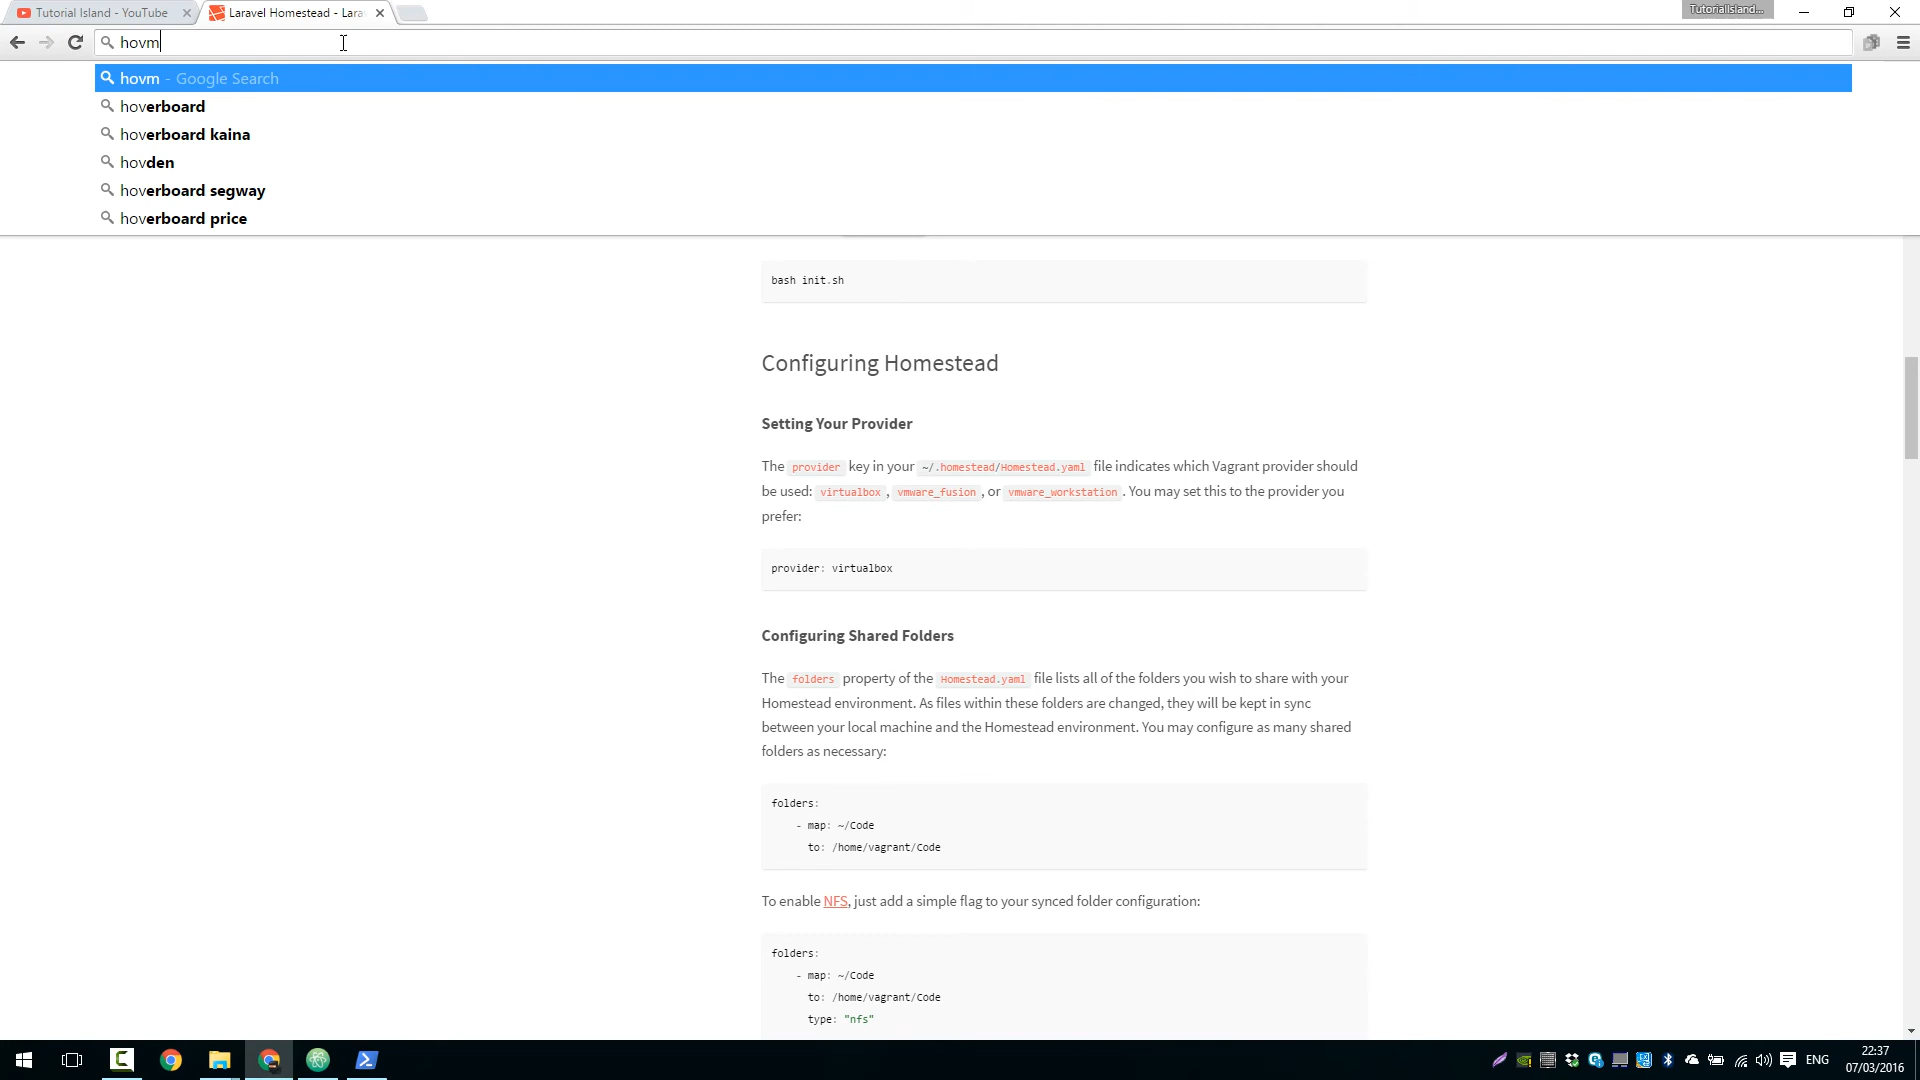 Tutorial Island - YouTube
Laravel Homestead - Lara
TutorialIsland...
hovm
hovm - Google Search
hoverboard
hoverboard kaina
hovden
hoverboard segway
hoverboard price
bash init.sh
Configuring Homestead
Setting Your Provider
The provider key in your ~/.homestead/Homestead.yaml file indicates which Vagrant provider should
be used: virtualbox, vmware_fusion, or vmware_workstation. You may set this to the provider you
prefer:
provider: virtualbox
Configuring Shared Folders
The folders property of the Homestead.yaml file lists all of the folders you wish to share with your
Homestead environment. As files within these folders are changed, they will be kept in sync
between your local machine and the Homestead environment. You may configure as many shared
folders as necessary:
folders:
- map: ~/Code
to: /home/vagrant/Code
To enable NFS, just add a simple flag to your synced folder configuration:
folders:
- map: ~/Code
to: /home/vagrant/Code
type: "nfs"
ENG
22:37
07/03/2016